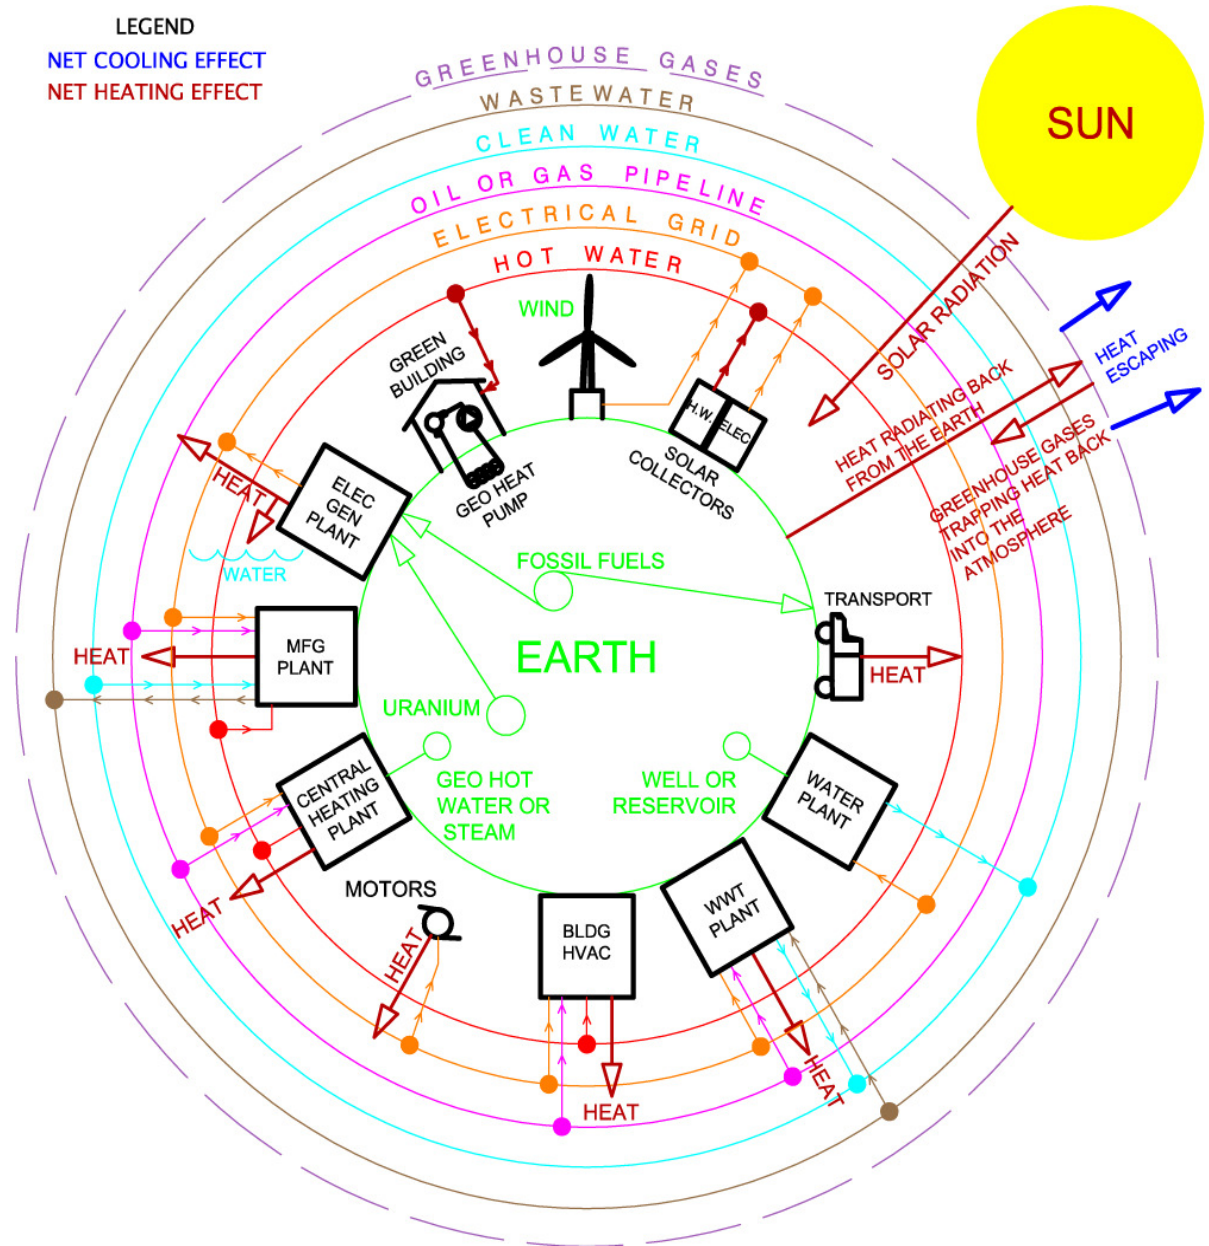 LEGEND
NET COOLING EFFECT
NET HEATING EFFECT
GREENHOUSE GASES
WASTEWATER
CLEAN WATER
OIL OR GAS PIPELINE
ELECTRICAL GRID
HOT WATER
SUN
SOLAR RADIATION
HEAT
ESCAPING
HEAT RADIATING BACK
FROM THE EARTH
GREENHOUSE GASES
TRAPPING HEAT BACK
INTO THE
ATMOSPHERE
WIND
GREEN
BUILDING
GEO HEAT
PUMP
H.W.
ELEC
SOLAR
COLLECTORS
ELEC
GEN
PLANT
HEAT
WATER
FOSSIL FUELS
EARTH
TRANSPORT
HEAT
MFG
PLANT
HEAT
URANIUM
GEO HOT
WATER OR
STEAM
WELL OR
RESERVOIR
WATER
PLANT
CENTRAL
HEATING
PLANT
HEAT
MOTORS
HEAT
BLDG
HVAC
HEAT
WWT
PLANT
HEAT